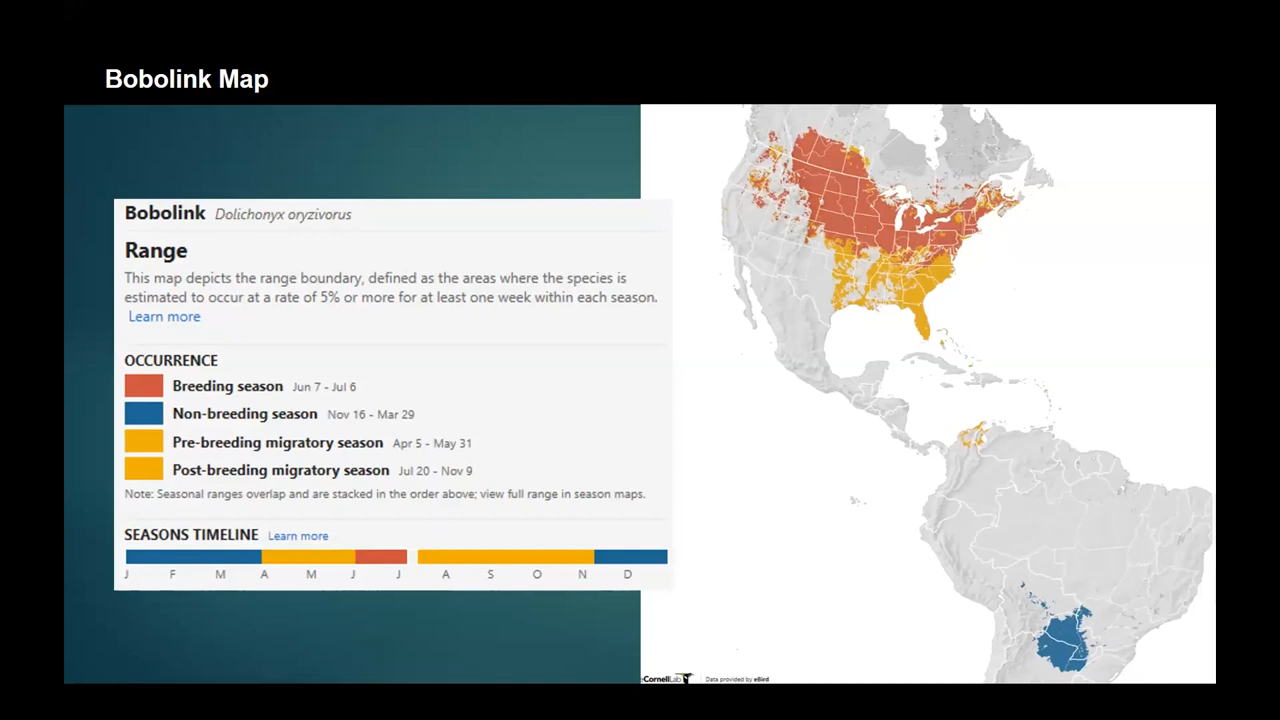 Bobolink Map
Bobolink Dolichonyx oryzivorus
Range
This map depicts the range boundary, defined as the areas where the species is
estimated to occur at a rate of 5% or more for at least one week within each season.
Learn more
OCCURRENCE
Breeding season Jun 7 - Jul 6
Non-breeding season Nov 16 - Mar 29
Pre-breeding migratory season Apr 5 - May 31
Post-breeding migratory season Jul 20 - Nov 9
Note: Seasonal ranges overlap and are stacked in the order above; view full range in season maps.
SEASONS TIMELINE Learn more
J F M A M J J A S O N D
eCornellLab Data provided by eBird